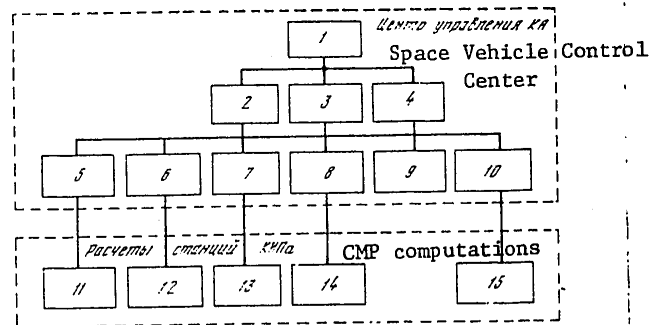 Центр управления КА
1
Space Vehicle Control
Center
2 3 4
5 6 7 8 9 10
Расчеты станций КИПа CMP computations
11 12 13 14 15